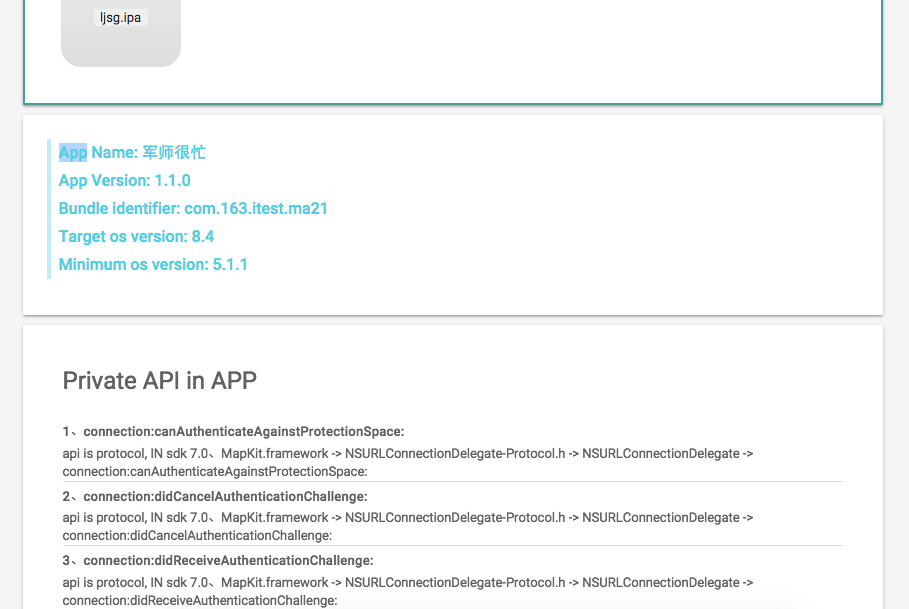 ljsg.ipa
App Name: 军师很忙
App Version: 1.1.0
Bundle identifier: com.163.itest.ma21
Target os version: 8.4
Minimum os version: 5.1.1
Private API in APP
1、connection:canAuthenticateAgainstProtectionSpace:
api is protocol, IN sdk 7.0、MapKit.framework -> NSURLConnectionDelegate-Protocol.h -> NSURLConnectionDelegate ->
connection:canAuthenticateAgainstProtectionSpace:
2、connection:didCancelAuthenticationChallenge:
api is protocol, IN sdk 7.0、MapKit.framework -> NSURLConnectionDelegate-Protocol.h -> NSURLConnectionDelegate ->
connection:didCancelAuthenticationChallenge:
3、connection:didReceiveAuthenticationChallenge:
api is protocol, IN sdk 7.0、MapKit.framework -> NSURLConnectionDelegate-Protocol.h -> NSURLConnectionDelegate ->
connection:didReceiveAuthenticationChallenge: